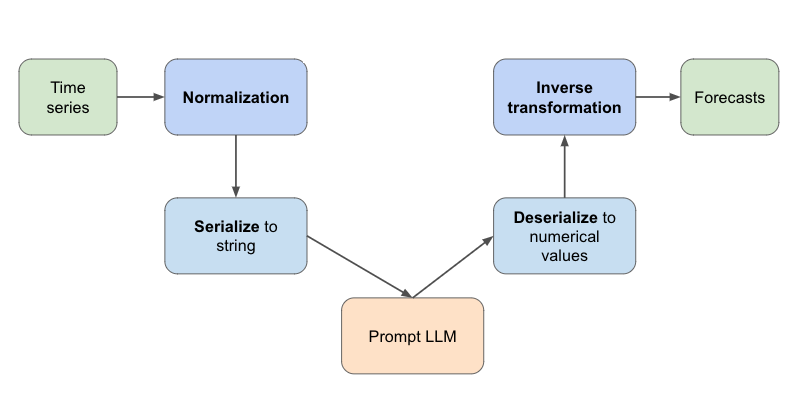 Time
series
Normalization
Serialize to
string
Prompt LLM
Deserialize to
numerical
values
Inverse
transformation
Forecasts